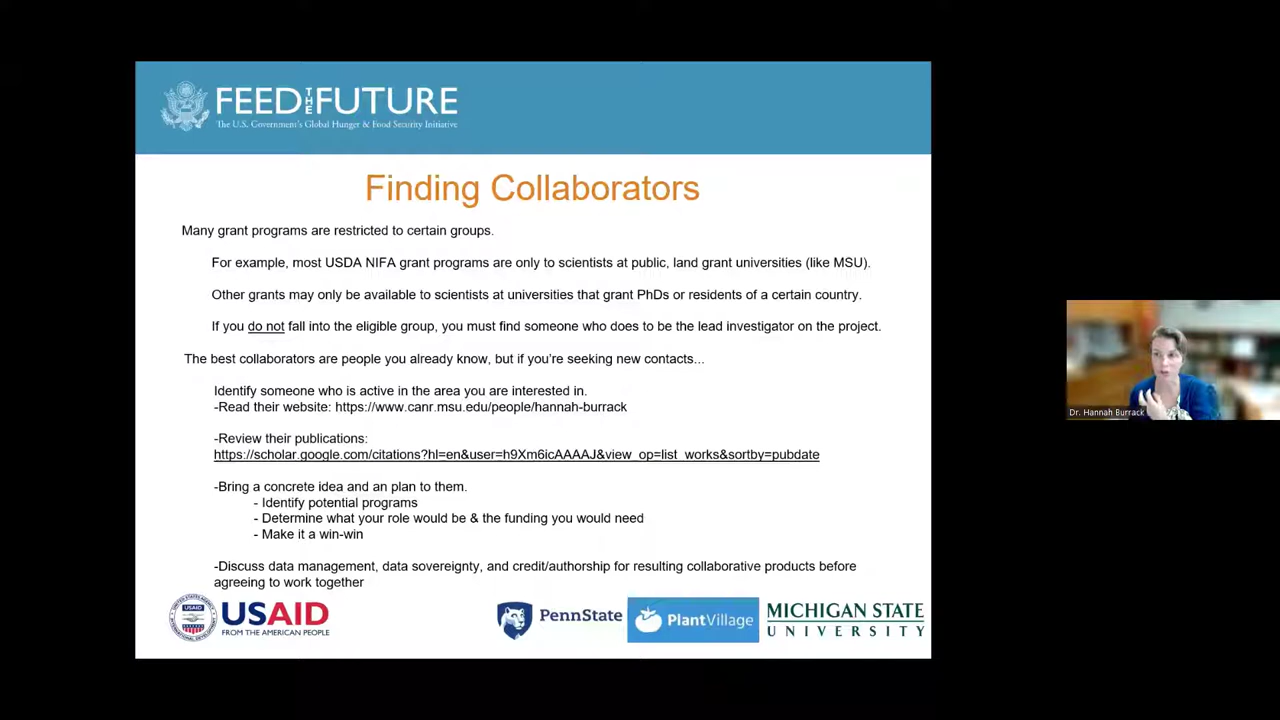 FEED THE FUTURE
The U.S. Government's Global Hunger & Food Security Initiative
Finding Collaborators
Many grant programs are restricted to certain groups.
For example, most USDA NIFA grant programs are only to scientists at public, land grant universities (like MSU).
Other grants may only be available to scientists at universities that grant PhDs or residents of a certain country.
If you do not fall into the eligible group, you must find someone who does to be the lead investigator on the project.
The best collaborators are people you already know, but if you're seeking new contacts...
Identify someone who is active in the area you are interested in.
-Read their website: https://www.canr.msu.edu/people/hannah-burrack
-Review their publications:
https://scholar.google.com/citations?hl=en&user=h9Xm6icAAAAJ&view_op=list_works&sortby=pubdate
-Bring a concrete idea and an plan to them.
- Identify potential programs
- Determine what your role would be & the funding you would need
- Make it a win-win
-Discuss data management, data sovereignty, and credit/authorship for resulting collaborative products before
agreeing to work together
USAID
USAID
FROM THE AMERICAN PEOPLE
PennState
PlantVillage
MICHIGAN STATE
UNIVERSITY
Dr. Hannah Burrack